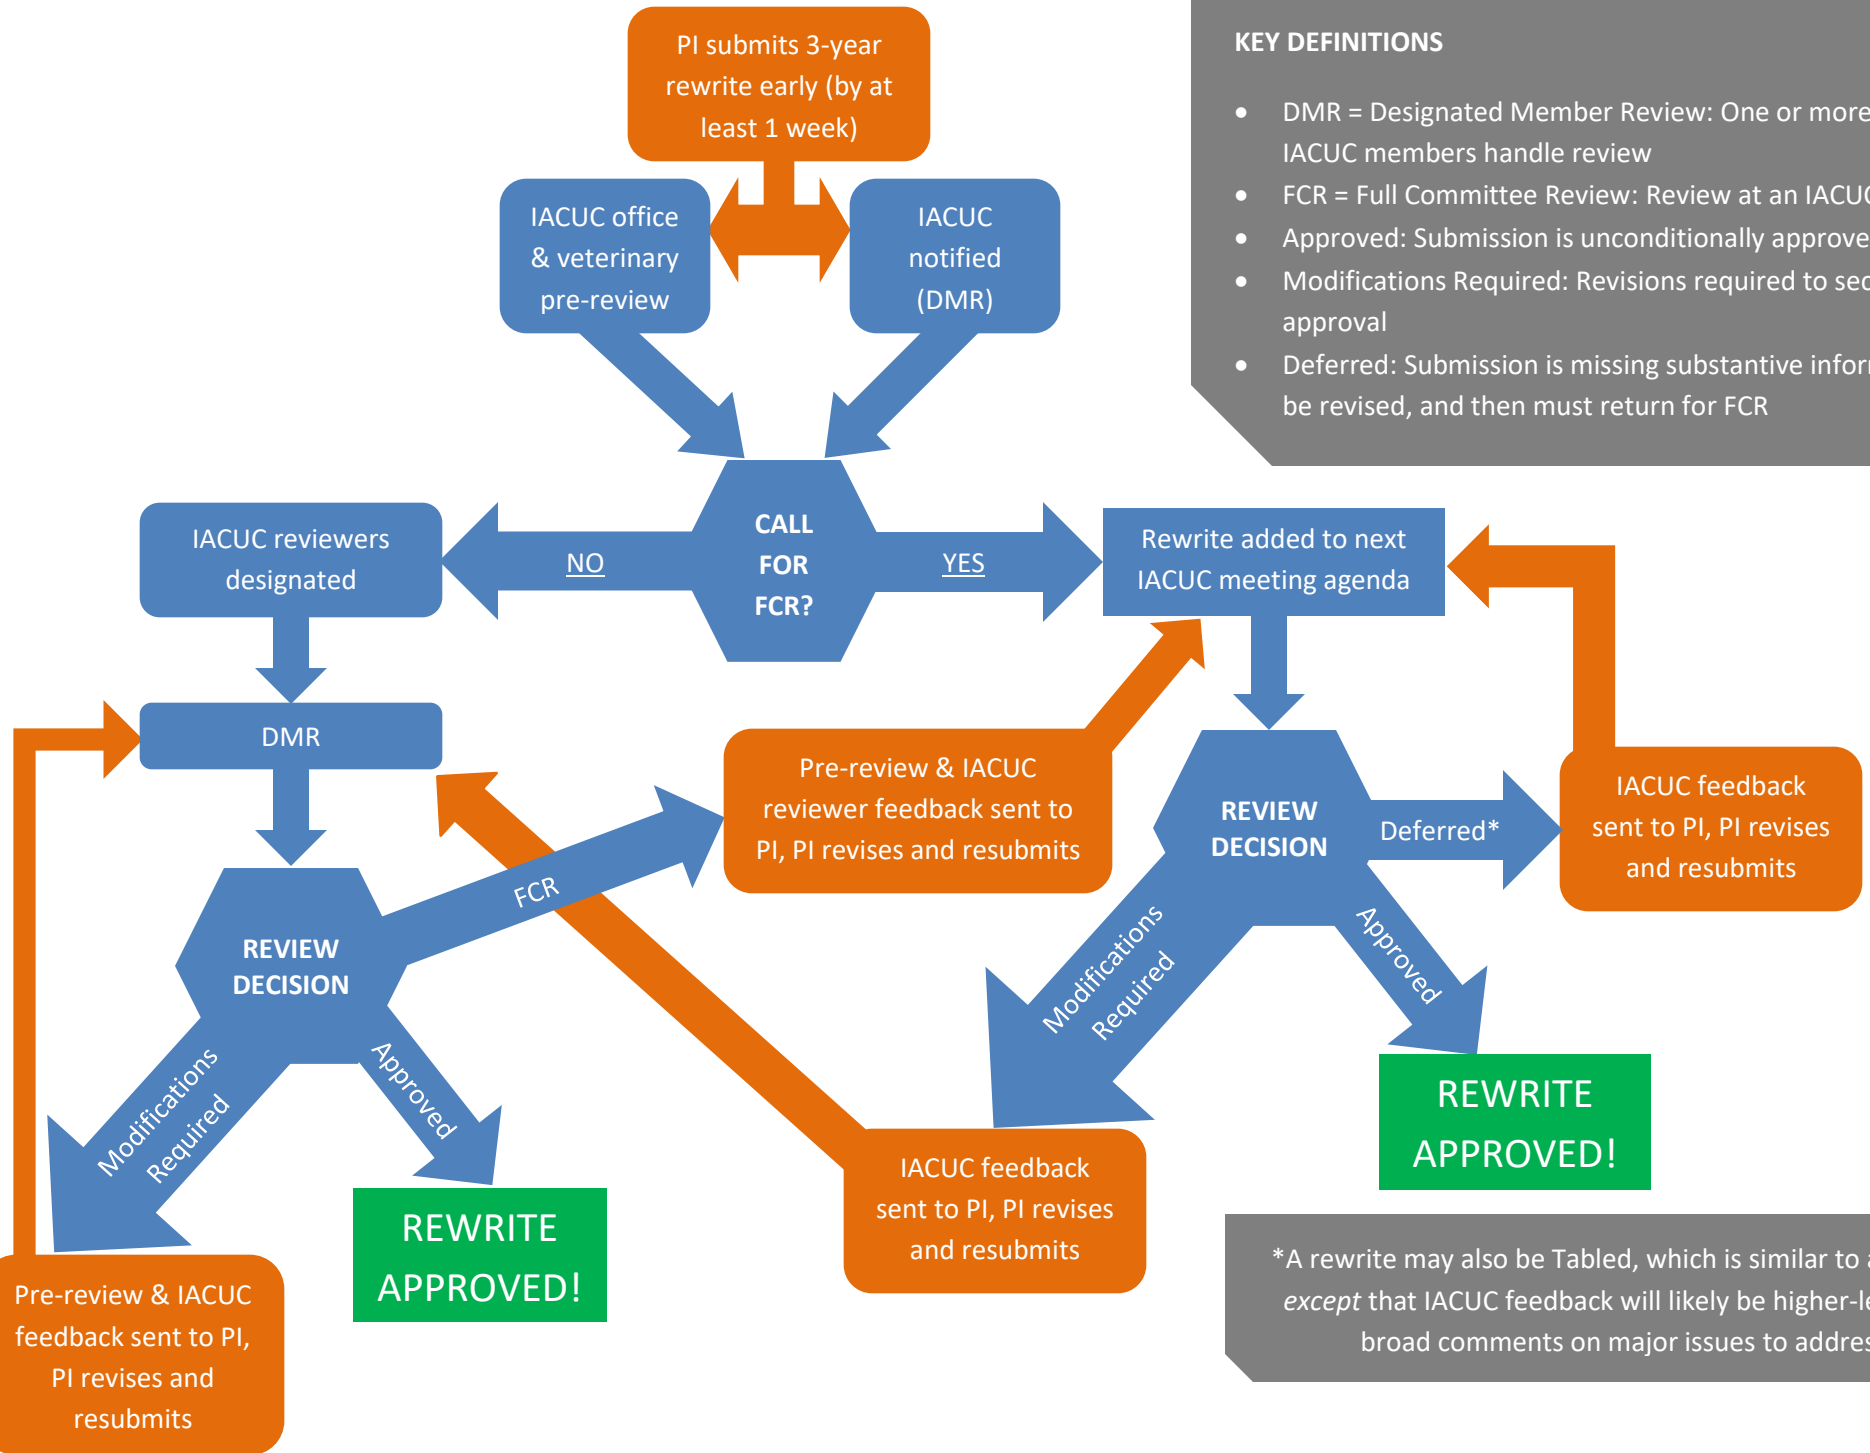 PI submits 3-year
rewrite early (by at
least 1 week)
KEY DEFINITIONS
• DMR = Designated Member Review: One or more
IACUC members handle review
• FCR = Full Committee Review: Review at an IACUC
• Approved: Submission is unconditionally
• Modifications Required: Revisions required to
approval
• Deferred: Submission is missing substantive
be revised, and then must return for FCR
IACUC office
& veterinary
pre-review
IACUC
notified
(DMR)
CALL
FOR
FCR?
NO
YES
IACUC reviewers
designated
Rewrite added to next
IACUC meeting agenda
DMR
Pre-review & IACUC
reviewer feedback sent to
PI, PI revises and resubmits
REVIEW
DECISION
Deferred*
IACUC feedback
sent to PI, PI revises
and resubmits
FCR
REVIEW
DECISION
Modifications
Required
Approved
Modifications
Required
Approved
REWRITE
APPROVED!
IACUC feedback
sent to PI, PI revises
and resubmits
REWRITE
APPROVED!
Pre-review & IACUC
feedback sent to PI,
PI revises and
resubmits
*A rewrite may also be Tabled, which is similar to a
except that IACUC feedback will likely be
broad comments on major issues to